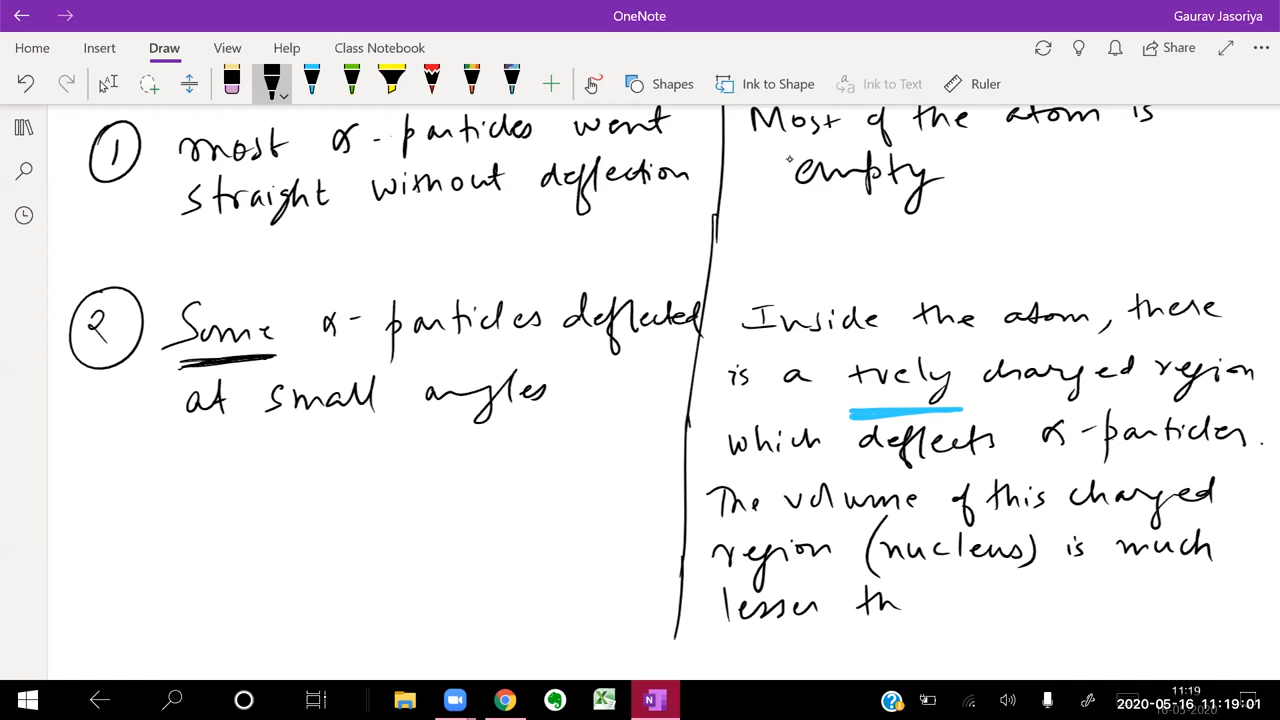 OneNote
Gaurav Jasoriya
Home Insert Draw View Help Class Notebook
Share
Shapes Ink to Shape Ink to Text Ruler
1 most α-particles went
straight without deflection
Most of the atom is
empty
2 Some α-particles deflected
at small angles
Inside the atom, there
is a +vely charged region
which deflects α-particles.
The volume of this charged
region (nucleus) is much
lesser th
11:19
16-05-2020
2020-05-16 11:19:01